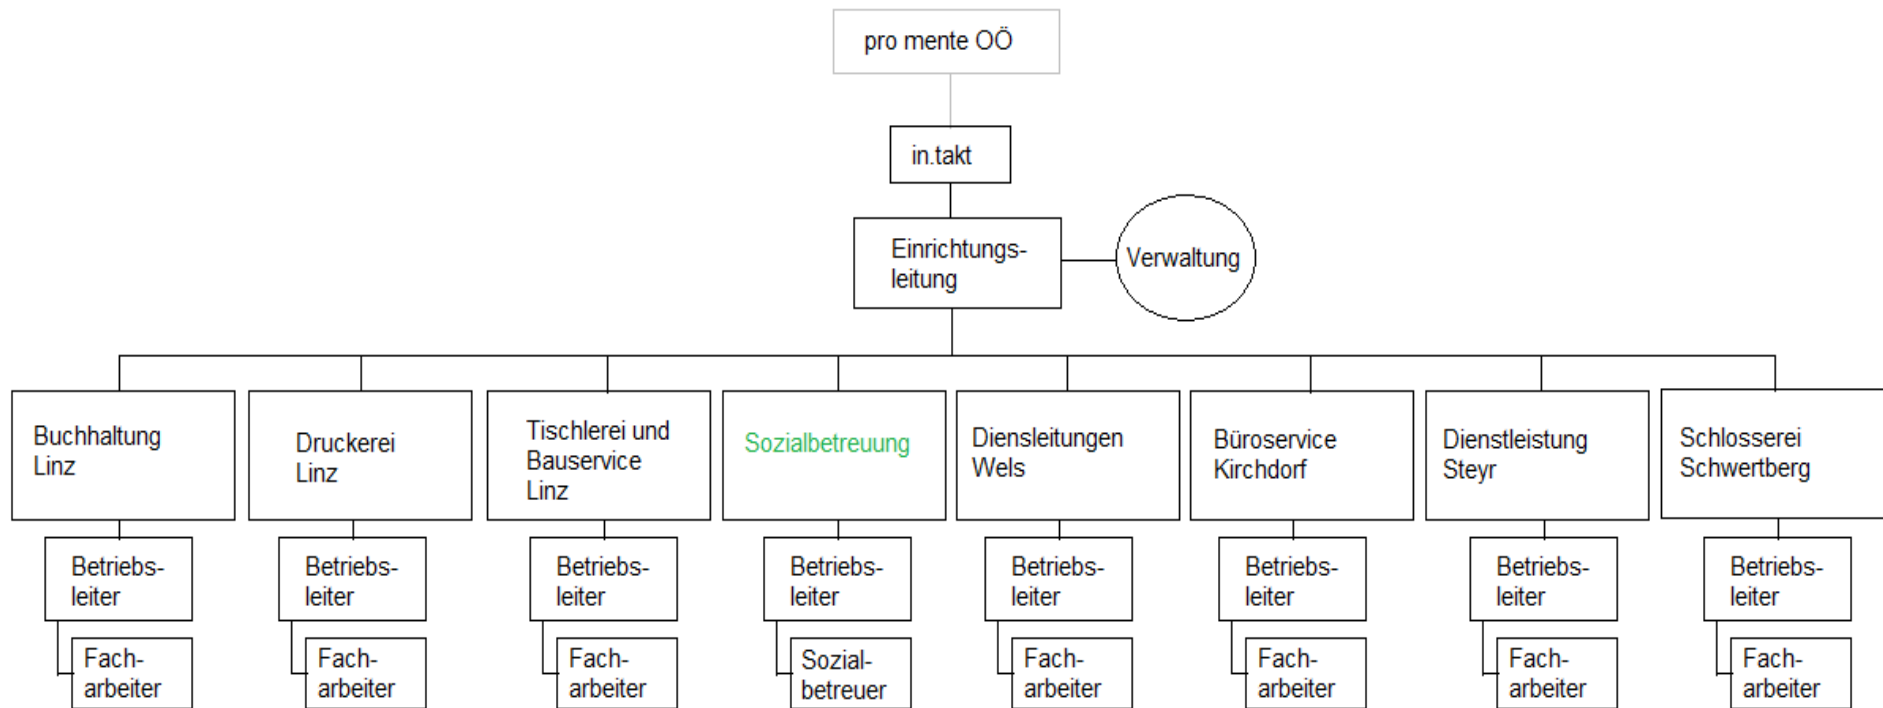 pro mente OÖ
in.takt
Einrichtungs-
leitung
Verwaltung
Buchhaltung
Linz
Druckerei
Linz
Tischlerei und
Bauservice
Linz
Sozialbetreuung
Diensleitungen
Wels
Büroservice
Kirchdorf
Dienstleistung
Steyr
Schlosserei
Schwertberg
Betriebs-
leiter
Betriebs-
leiter
Betriebs-
leiter
Betriebs-
leiter
Betriebs-
leiter
Betriebs-
leiter
Betriebs-
leiter
Betriebs-
leiter
Fach-
arbeiter
Fach-
arbeiter
Fach-
arbeiter
Sozial-
betreuer
Fach-
arbeiter
Fach-
arbeiter
Fach-
arbeiter
Fach-
arbeiter